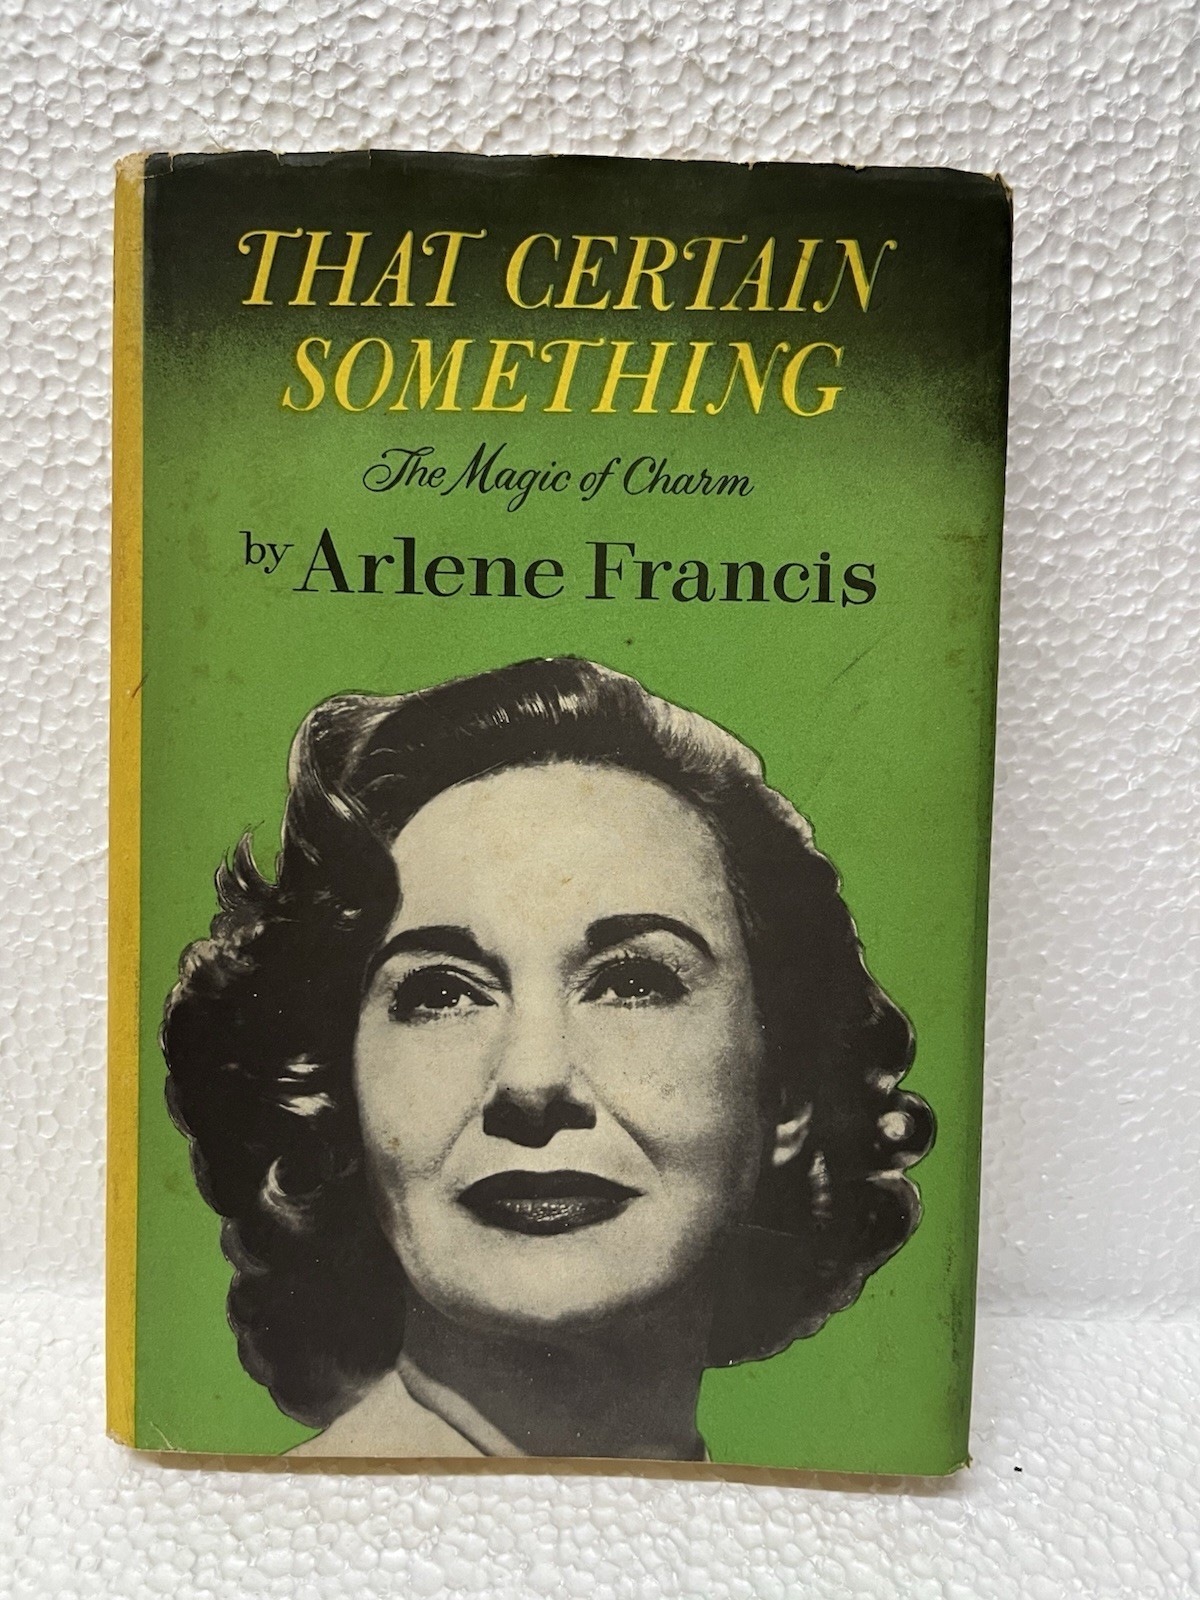 THAT CERTAIN
SOMETHING
The Magic of Charm
by Arlene Francis